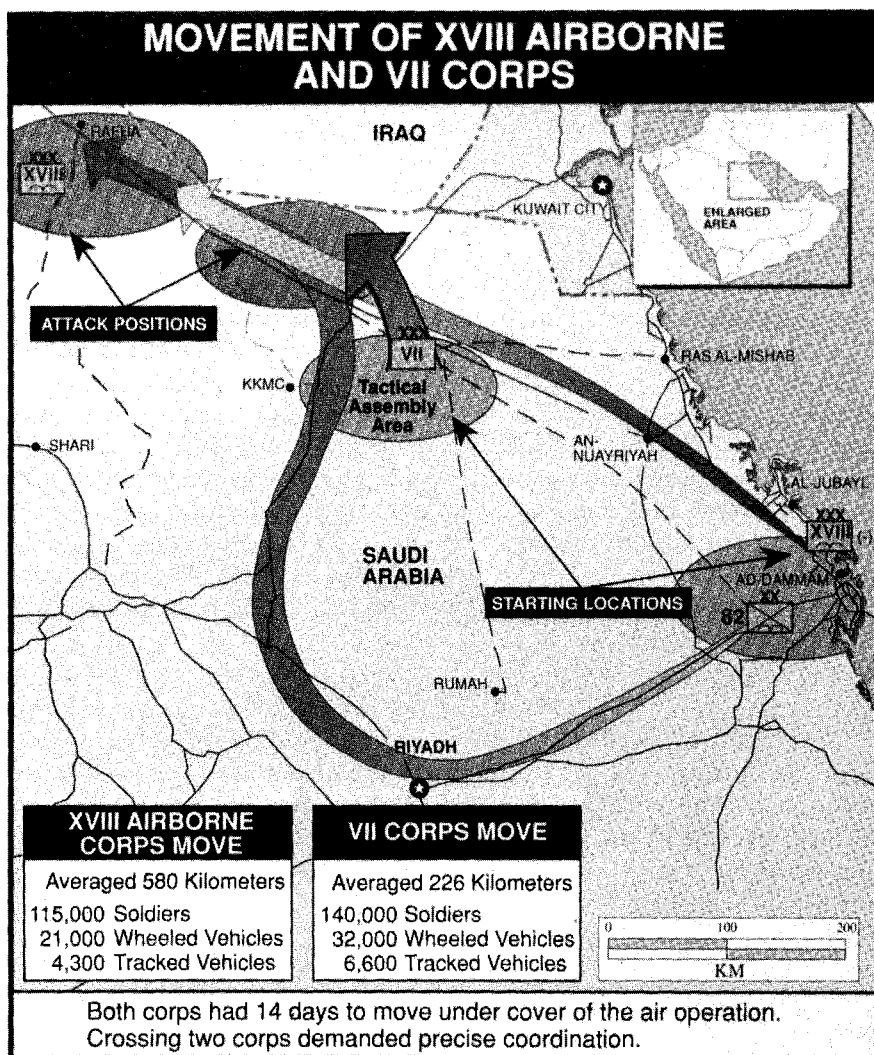 MOVEMENT OF XVIII AIRBORNE
AND VII CORPS
RAFHA
XXX
XVIII
IRAQ
KUWAIT CITY
ENLARGED
AREA
ATTACK POSITIONS
XXX
VII
Tactical
Assembly
Area
KKMC
RAS AL-MISHAB
SHARI
AN-
NUAYRIYAH
AL JUBAYL
XXX
XVIII (-)
SAUDI
ARABIA
STARTING LOCATIONS
AD DAMMAM
XX
82
RUMAH
RIYADH
XVIII AIRBORNE
CORPS MOVE
Averaged 580 Kilometers
115,000 Soldiers
21,000 Wheeled Vehicles
4,300 Tracked Vehicles
VII CORPS MOVE
Averaged 226 Kilometers
140,000 Soldiers
32,000 Wheeled Vehicles
6,600 Tracked Vehicles
0 100 200
KM
Both corps had 14 days to move under cover of the air operation.
Crossing two corps demanded precise coordination.